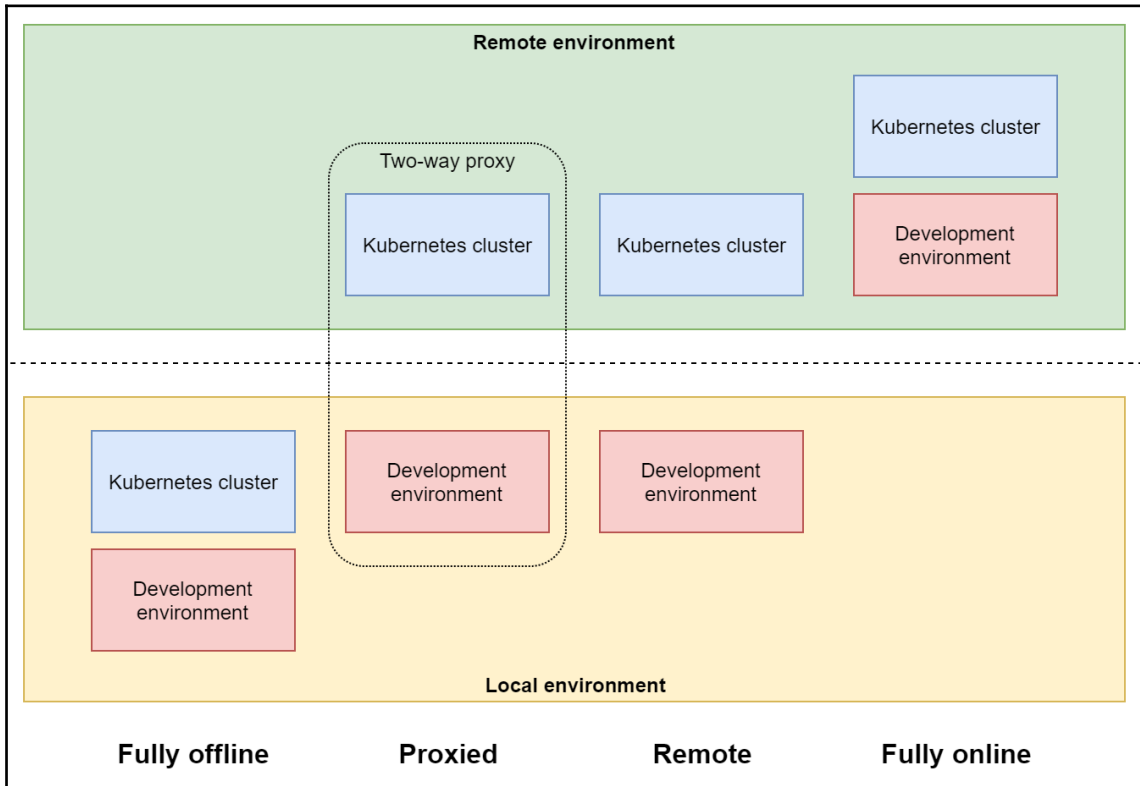 Remote environment
Kubernetes cluster
Two-way proxy
Kubernetes cluster
Kubernetes cluster
Development
environment
Kubernetes cluster
Development
environment
Development
environment
Development
environment
Local environment
Fully offline
Proxied
Remote
Fully online